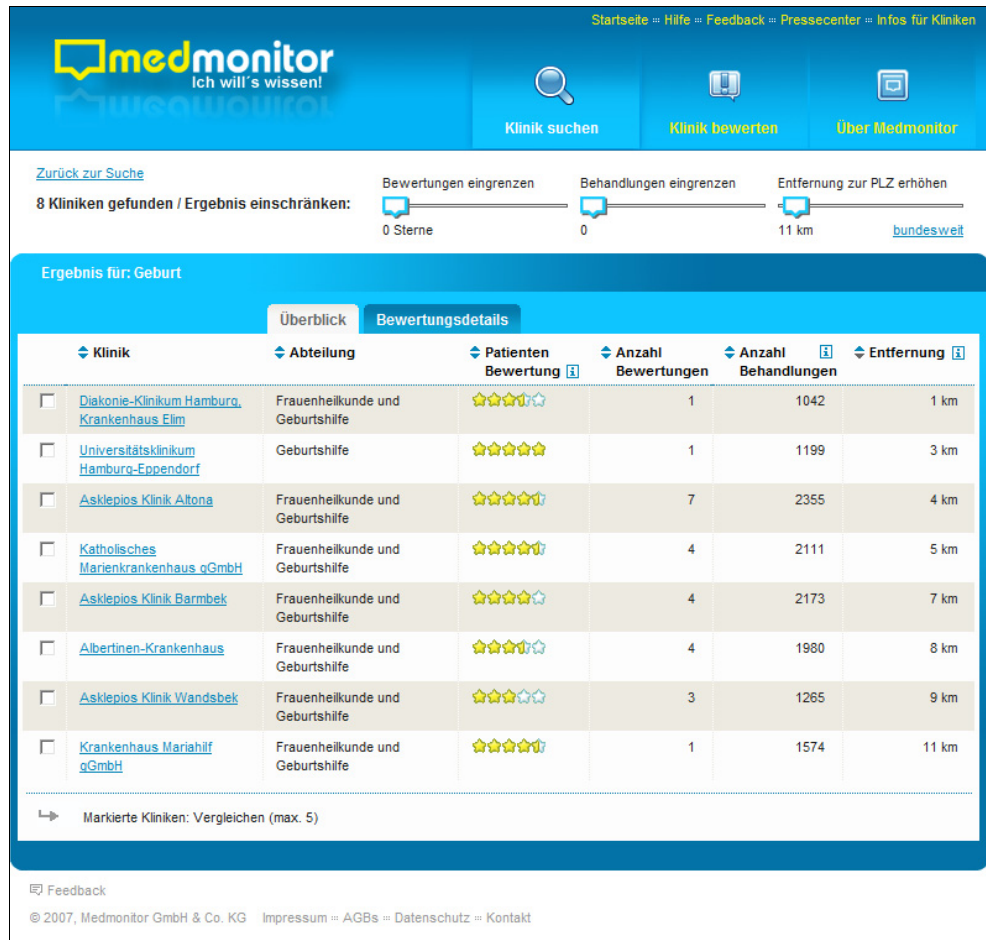 Startseite ::: Hilfe ::: Feedback ::: Pressecenter ::: Infos für Kliniken
medmonitor
Ich will´s wissen!
Klinik suchen
Klinik bewerten
Über Medmonitor
Zurück zur Suche
8 Kliniken gefunden / Ergebnis einschränken:
Bewertungen eingrenzen
0 Sterne
Behandlungen eingrenzen
0
Entfernung zur PLZ erhöhen
11 km bundesweit
Ergebnis für: Geburt
Überblick Bewertungsdetails
Klinik Abteilung Patienten Anzahl Anzahl Entfernung
Bewertung Bewertungen Behandlungen
Diakonie-Klinikum Hamburg, Frauenheilkunde und 1 1042 1 km
Krankenhaus Elim Geburtshilfe
Universitätsklinikum Geburtshilfe 1 1199 3 km
Hamburg-Eppendorf
Asklepios Klinik Altona Frauenheilkunde und 7 2355 4 km
Geburtshilfe
Katholisches Frauenheilkunde und 4 2111 5 km
Marienkrankenhaus gGmbH Geburtshilfe
Asklepios Klinik Barmbek Frauenheilkunde und 4 2173 7 km
Geburtshilfe
Albertinen-Krankenhaus Frauenheilkunde und 4 1980 8 km
Geburtshilfe
Asklepios Klinik Wandsbek Frauenheilkunde und 3 1265 9 km
Geburtshilfe
Krankenhaus Mariahilf Frauenheilkunde und 1 1574 11 km
gGmbH Geburtshilfe
Markierte Kliniken: Vergleichen (max. 5)
Feedback
© 2007, Medmonitor GmbH & Co. KG Impressum ::: AGBs ::: Datenschutz ::: Kontakt